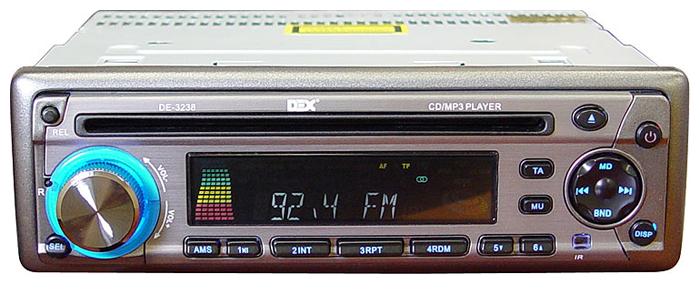 DE-3238 DEX CD/MP3 PLAYER
REL
VOL-
R
VOL+
SEL
AF TP
92.4 FM
TA
MU
MD
BND
DISP
IR
AMS 1 2INT 3RPT 4RDM 5▼ 6▲